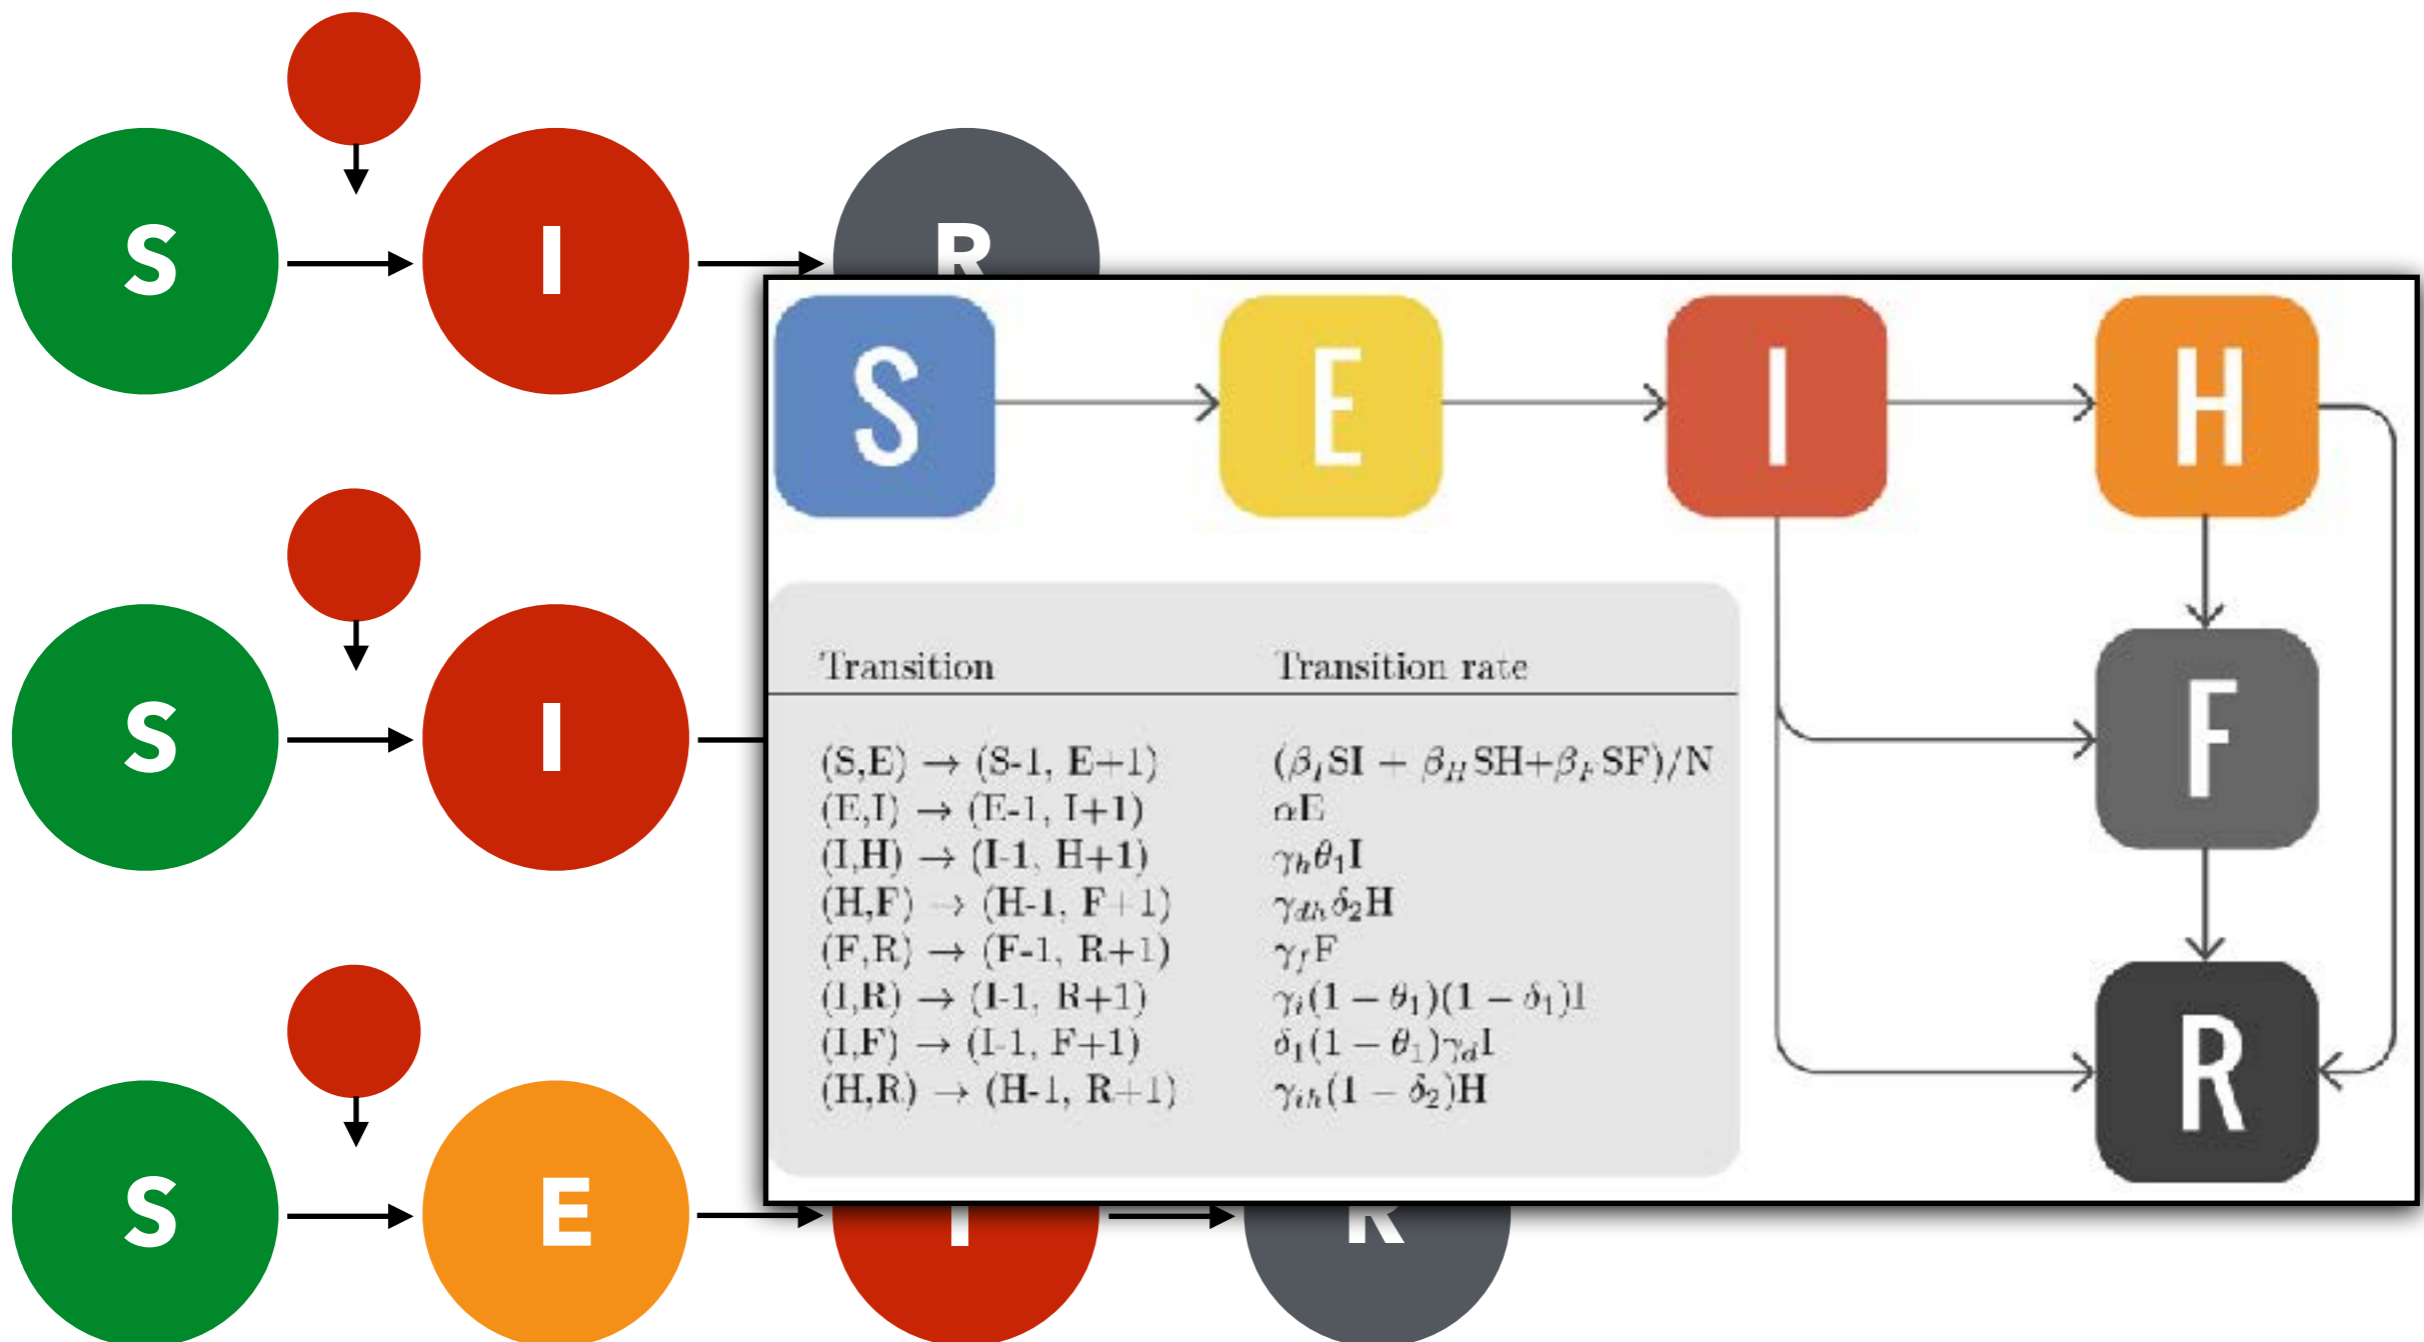 S I R
S E I H
S I
F
R
Transition Transition rate
(S,E) → (S-1, E+1) (β_I SI + β_H SH+β_F SF)/N
(E,I) → (E-1, I+1) αE
(I,H) → (I-1, H+1) γ_h θ_1 I
(H,F) → (H-1, F+1) γ_dh δ_2 H
(F,R) → (F-1, R+1) γ_f F
(I,R) → (I-1, R+1) γ_i (1 − θ_1)(1 − δ_1)I
(I,F) → (I-1, F+1) δ_1 (1 − θ_1)γ_d I
(H,R) → (H-1, R+1) γ_ih (1 − δ_2)H
S E I R